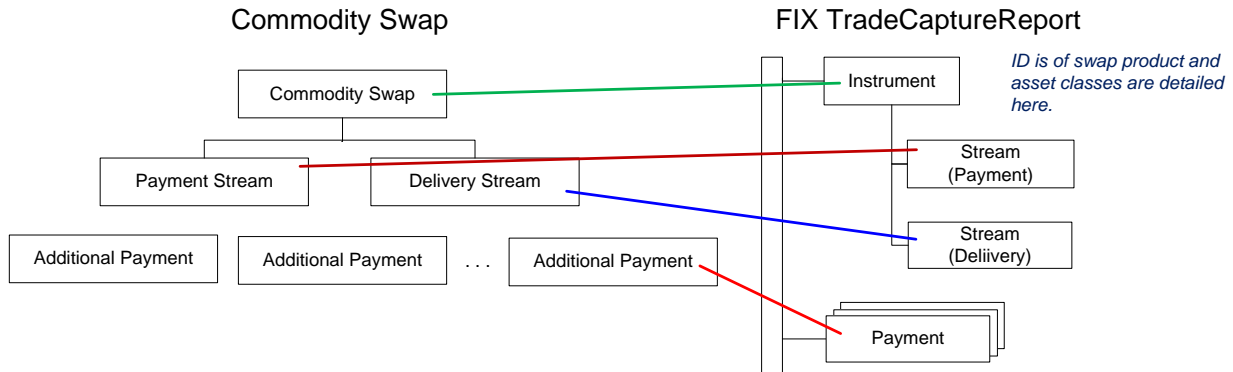 Commodity Swap
FIX TradeCaptureReport
ID is of swap product and
asset classes are detailed
here.
Commodity Swap
Instrument
Payment Stream
Delivery Stream
Stream
(Payment)
Stream
(Deliivery)
Additional Payment
Additional Payment
. . .
Additional Payment
Payment